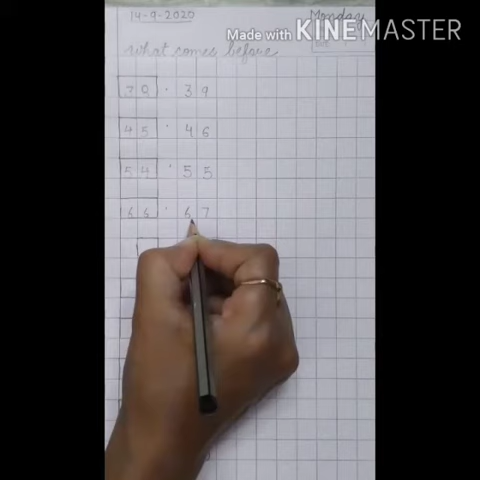 14-9-2020 Monday
Made with KINEMASTER
what comes before
. 39
45 . 46
54 . 55
66 . 67